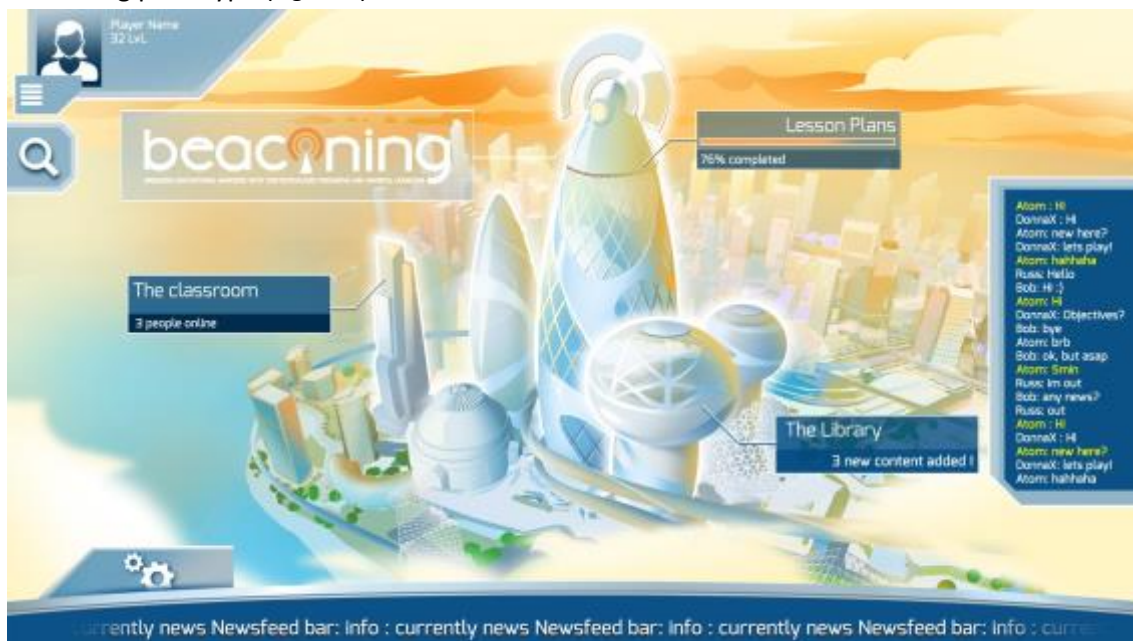 Player Name
32 LvL
beaconing
Lesson Plans
76% completed
The classroom
3 people online
The Library
3 new content added !
Atom : Hi
DonnaX : Hi
Atom: new here?
DonnaX: lets play!
Atom: hahhaha
Russ: Hello
Bob: Hi :)
Atom: Hi
DonnaX: Objectives?
Bob: bye
Atom: brb
Bob: ok, but asap
Atom: 5min
Russ: im out
Bob: any news?
Russ: out
Atom : Hi
DonnaX : Hi
Atom: new here?
DonnaX: lets play!
Atom: hahhaha
currently news Newsfeed bar: info : currently news Newsfeed bar: info : currently news Newsfeed bar: info :